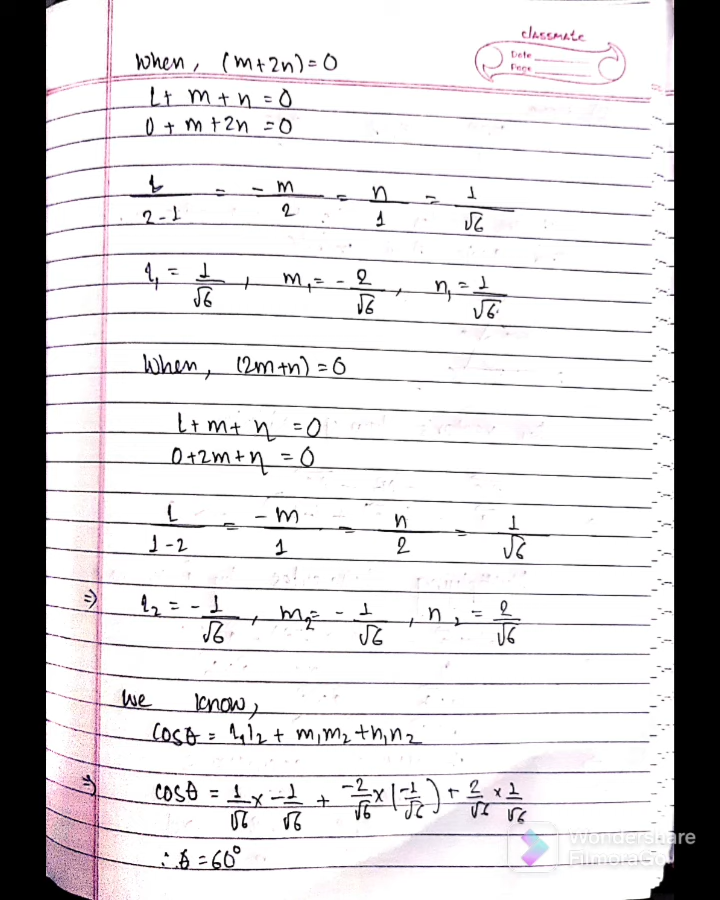 classmate
Date
Page
When, (m+2n)=0
l+ m+n=0
0+m+2n=0
l/2-1 = -m/2 = n/1 = 1/√6
l₁ = 1/√6, m₁=-2/√6, n₁=1/√6
When, (2m+n)=0
l+m+n=0
0+2m+n=0
l/1-2 = -m/1 = n/2 = 1/√6
⇒ l₂=-1/√6, m₂=-1/√6, n₂=2/√6
We know,
cosθ = l₁l₂ + m₁m₂+n₁n₂
⇒ cosθ = 1/√6 x -1/√6 + -2/√6 x (-1/√6) + 2/√6 x 1/√6
∴ θ=60°
Wondershare
FilmoraGo